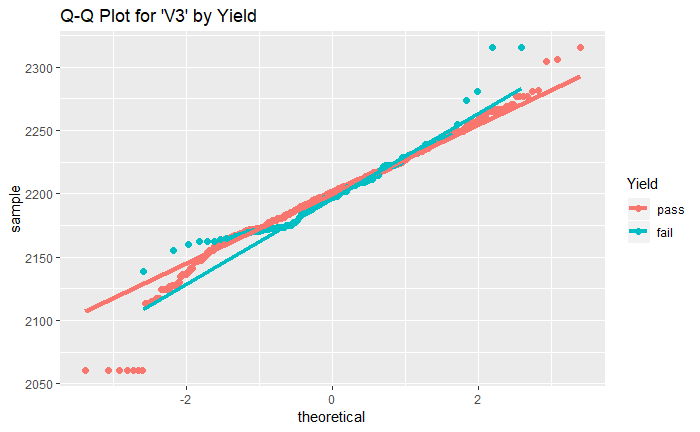 Q-Q Plot for 'V3' by Yield
2300
2250
2200
2150
2100
2050
sample
-2
0
2
theoretical
Yield
pass
fail